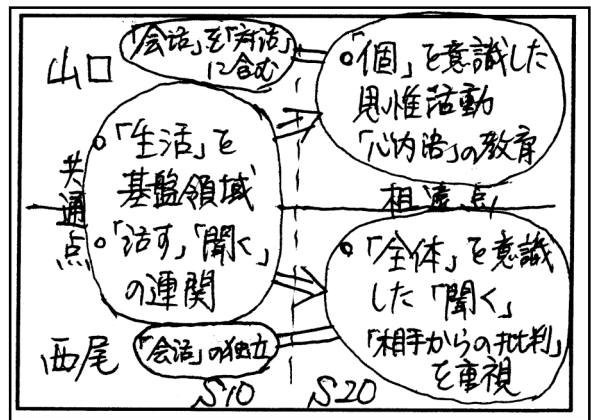 山口
「会話」を「対話」
に含む
○「個」を意識した
思惟活動
「心内語」の教育
共通点
○「生活」を
基盤領域
○「話す」「聞く」
の連関
相違点
○「全体」を意識
した「聞く」
「相手からの批判」
を重視
西尾
「会話」の独立
S10
S20